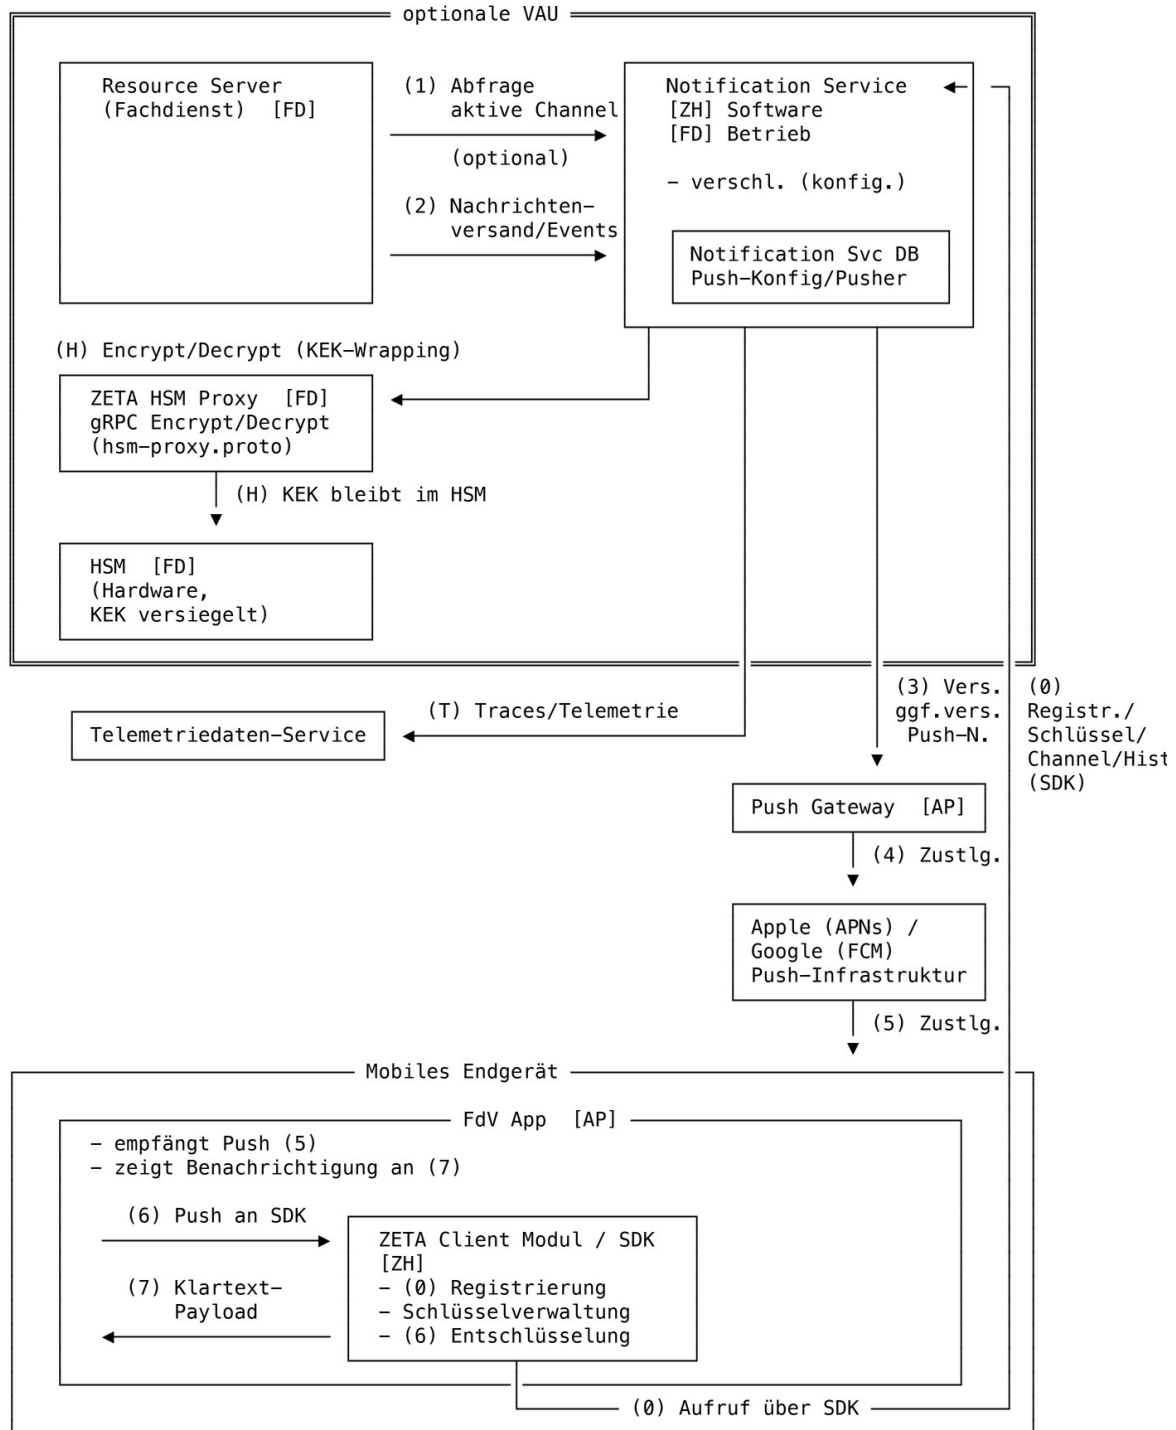 optionale VAU
Resource Server
(Fachdienst)  [FD]
(1) Abfrage
aktive Channel
(optional)
(2) Nachrichten-
versand/Events
Notification Service
[ZH] Software
[FD] Betrieb
- verschl. (konfig.)
Notification Svc DB
Push-Konfig/Pusher
(H) Encrypt/Decrypt (KEK-Wrapping)
ZETA HSM Proxy  [FD]
gRPC Encrypt/Decrypt
(hsm-proxy.proto)
(H) KEK bleibt im HSM
HSM  [FD]
(Hardware,
KEK versiegelt)
(T) Traces/Telemetrie
Telemetriedaten-Service
(3) Vers.
ggf.vers.
Push-N.
(0)
Registr./
Schlüssel/
Channel/Hist
(SDK)
Push Gateway  [AP]
(4) Zustlg.
Apple (APNs) /
Google (FCM)
Push-Infrastruktur
(5) Zustlg.
Mobiles Endgerät
FdV App  [AP]
- empfängt Push (5)
- zeigt Benachrichtigung an (7)
(6) Push an SDK
(7) Klartext-
Payload
ZETA Client Modul / SDK
[ZH]
- (0) Registrierung
- Schlüsselverwaltung
- (6) Entschlüsselung
(0) Aufruf über SDK